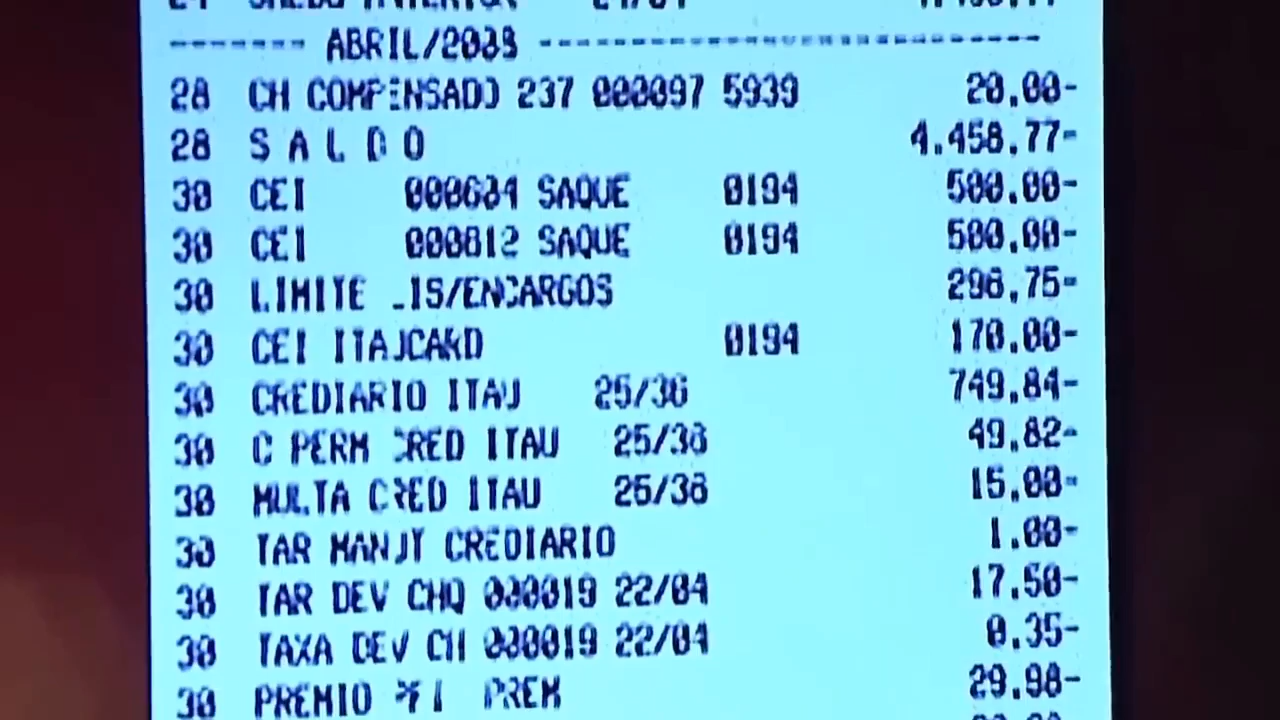 ------- ABRIL/2003 ---------------------------
28 CH COMPENSADO 237 000097 5939 20,00-
28 S A L D O 4.458,77-
30 CEI 000604 SAQUE 0194 500,00-
30 CEI 000812 SAQUE 0194 500,00-
30 LIMITE LIS/ENCARGOS 298,75-
30 CEI ITAUCARD 0194 170,00-
30 CREDIARIO ITAU 25/36 749,84-
30 C PERM CRED ITAU 25/36 49,82-
30 MULTA CRED ITAU 25/36 15,00-
30 TAR MANUT CREDIARIO 1,00-
30 TAR DEV CHQ 000019 22/04 17,50-
30 TAXA DEV CH 000019 22/04 0,35-
30 PREMIO PREM 29,98-